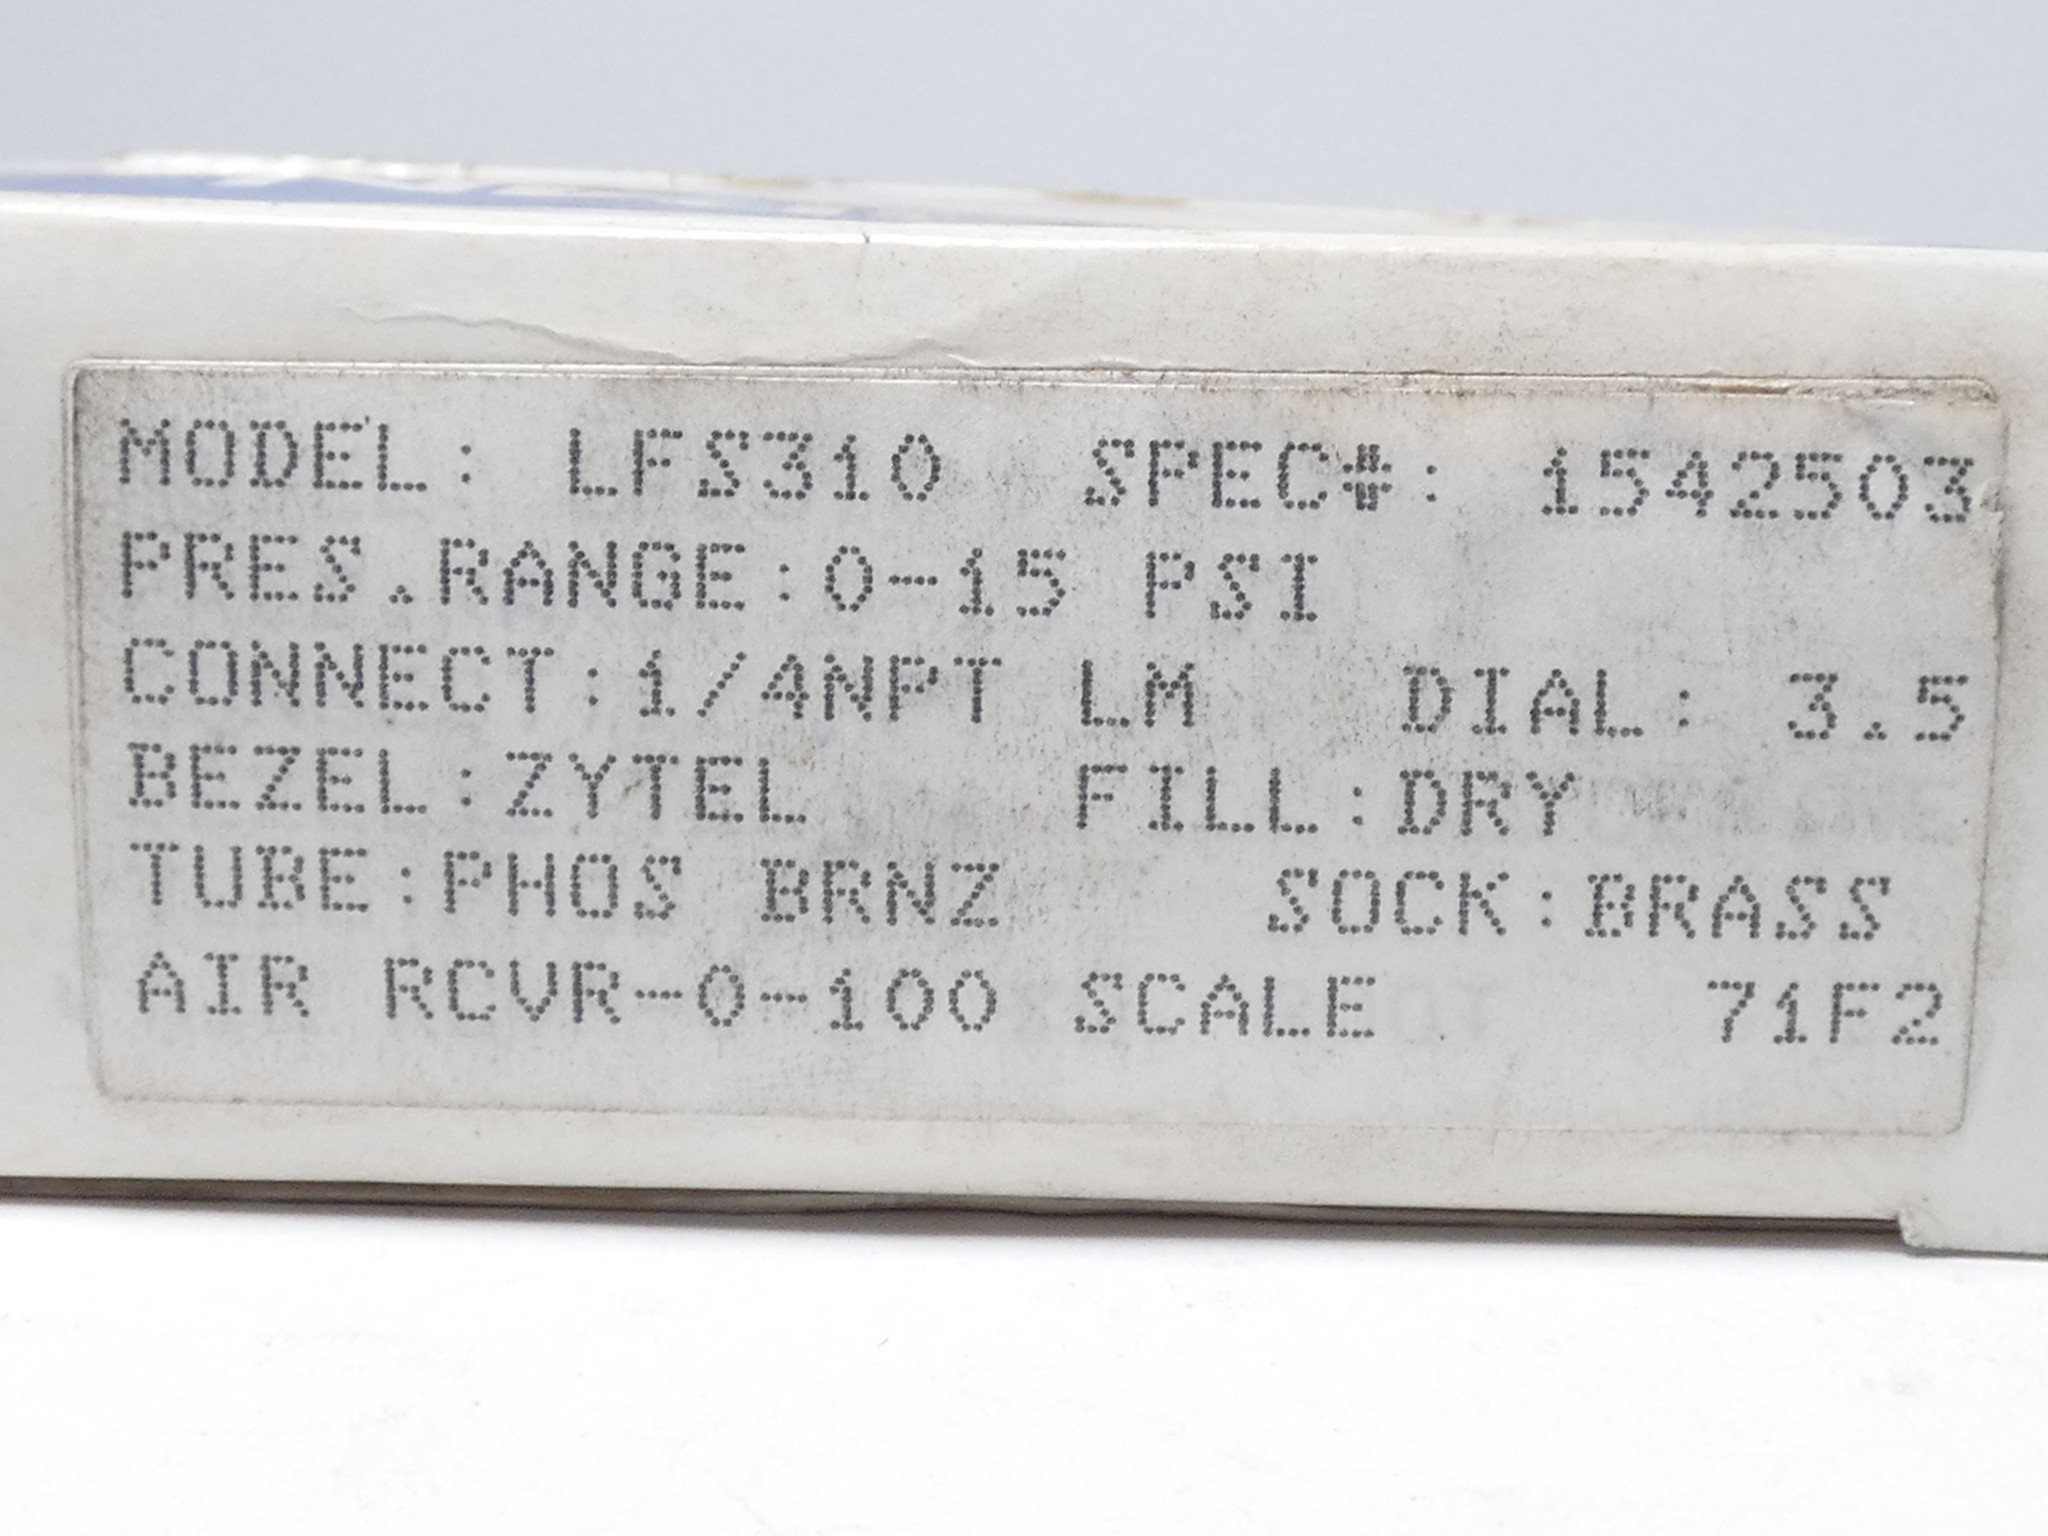 MODEL: LFS310 SPEC#: 1542503
PRES.RANGE:0-15 PSI
CONNECT:1/4NPT LM DIAL: 3.5
BEZEL:ZYTEL FILL:DRY
TUBE:PHOS BRNZ SOCK:BRASS
AIR RCVR-0-100 SCALE 71F2